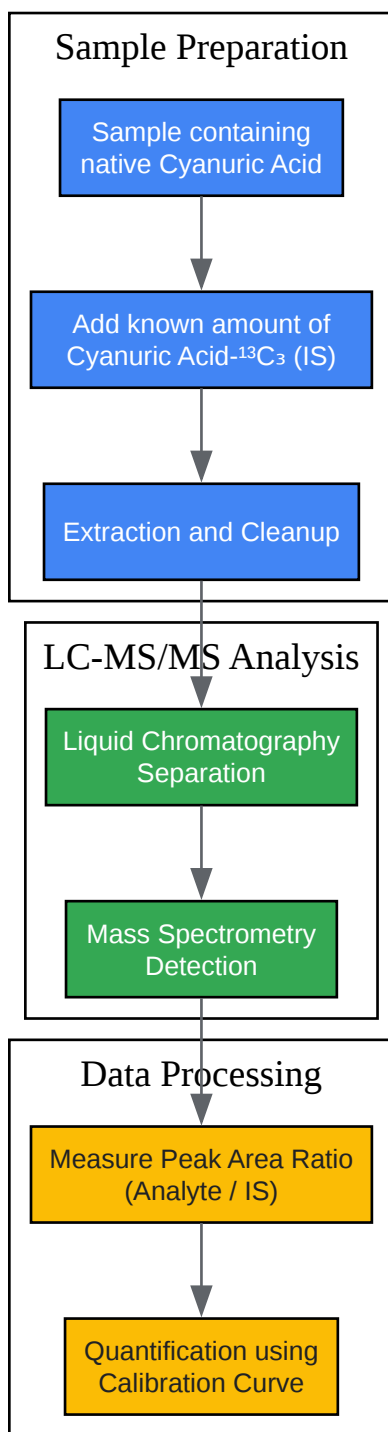 Sample Preparation
Sample containing
native Cyanuric Acid
Add known amount of
Cyanuric Acid-¹³C₃ (IS)
Extraction and Cleanup
LC-MS/MS Analysis
Liquid Chromatography
Separation
Mass Spectrometry
Detection
Data Processing
Measure Peak Area Ratio
(Analyte / IS)
Quantification using
Calibration Curve